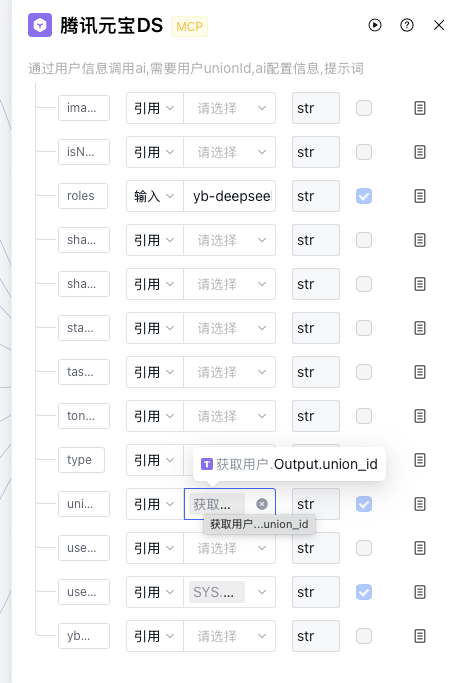 腾讯元宝DS MCP
通过用户信息调用ai,需要用户unionId,ai配置信息,提示词
ima... 引用 请选择 str
isN... 引用 请选择 str
roles 输入 yb-deepsee str
sha... 引用 请选择 str
sha... 引用 请选择 str
sta... 引用 请选择 str
tas... 引用 请选择 str
ton... 引用 请选择 str
T 获取用户.Output.union_id
type 引用
uni... 引用 获取... str
获取用户...union_id
use... 引用 请选择 str
use... 引用 SYS.... str
yb... 引用 请选择 str